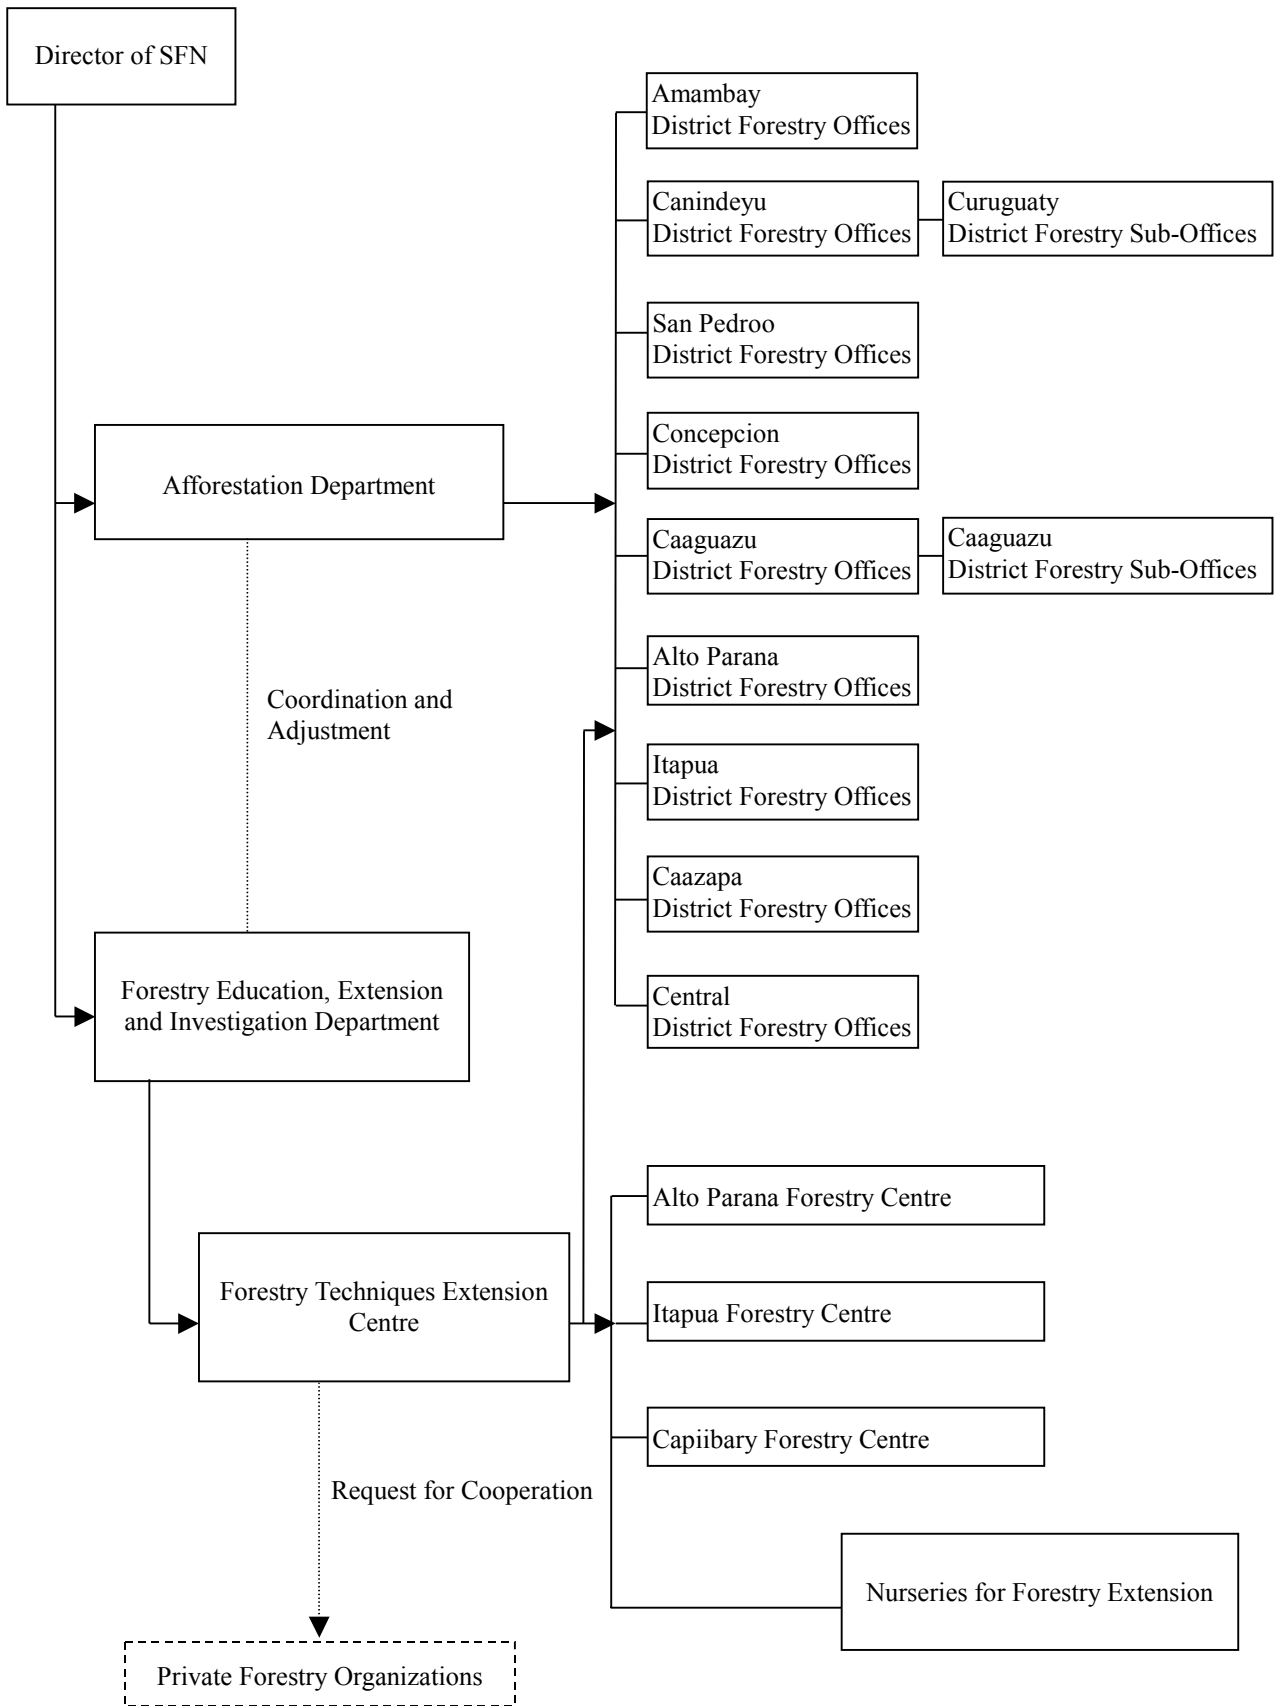 Director of SFN
Amambay
District Forestry Offices
Canindeyu
District Forestry Offices
Curuguaty
District Forestry Sub-Offices
San Pedroo
District Forestry Offices
Concepcion
District Forestry Offices
Afforestation Department
Caaguazu
District Forestry Offices
Caaguazu
District Forestry Sub-Offices
Alto Parana
District Forestry Offices
Coordination and
Adjustment
Itapua
District Forestry Offices
Caazapa
District Forestry Offices
Forestry Education, Extension
and Investigation Department
Central
District Forestry Offices
Alto Parana Forestry Centre
Forestry Techniques Extension
Centre
Itapua Forestry Centre
Capiibary Forestry Centre
Request for Cooperation
Nurseries for Forestry Extension
Private Forestry Organizations